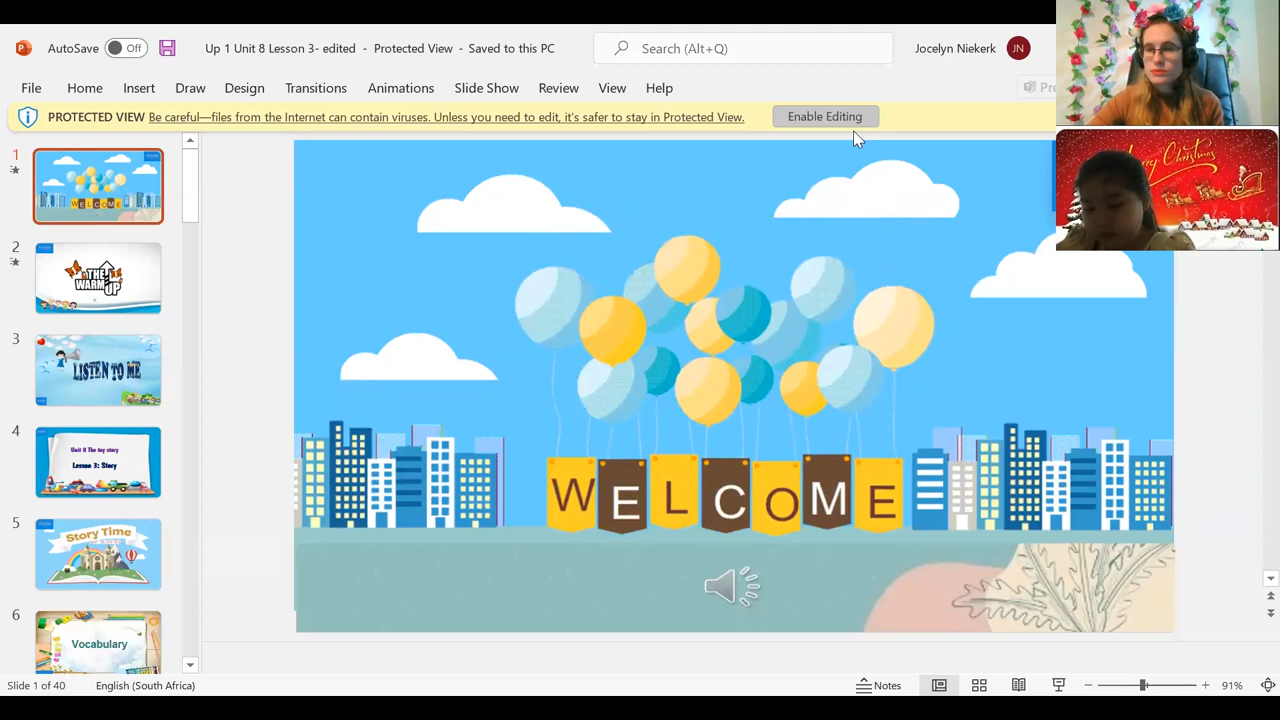 AutoSave Off Up 1 Unit 8 Lesson 3- edited - Protected View - Saved to this PC Search (Alt+Q) Jocelyn Niekerk JN
File Home Insert Draw Design Transitions Animations Slide Show Review View Help
PROTECTED VIEW Be careful—files from the Internet can contain viruses. Unless you need to edit, it's safer to stay in Protected View. Enable Editing
Merry Christmas
1
WELCOME
2
THE
WARM UP
3
LISTEN TO ME
4
Unit 8 The toy story
Lesson 3: Story
5
Story Time
6
Vocabulary
WELCOME
Slide 1 of 40 English (South Africa) Notes 91%